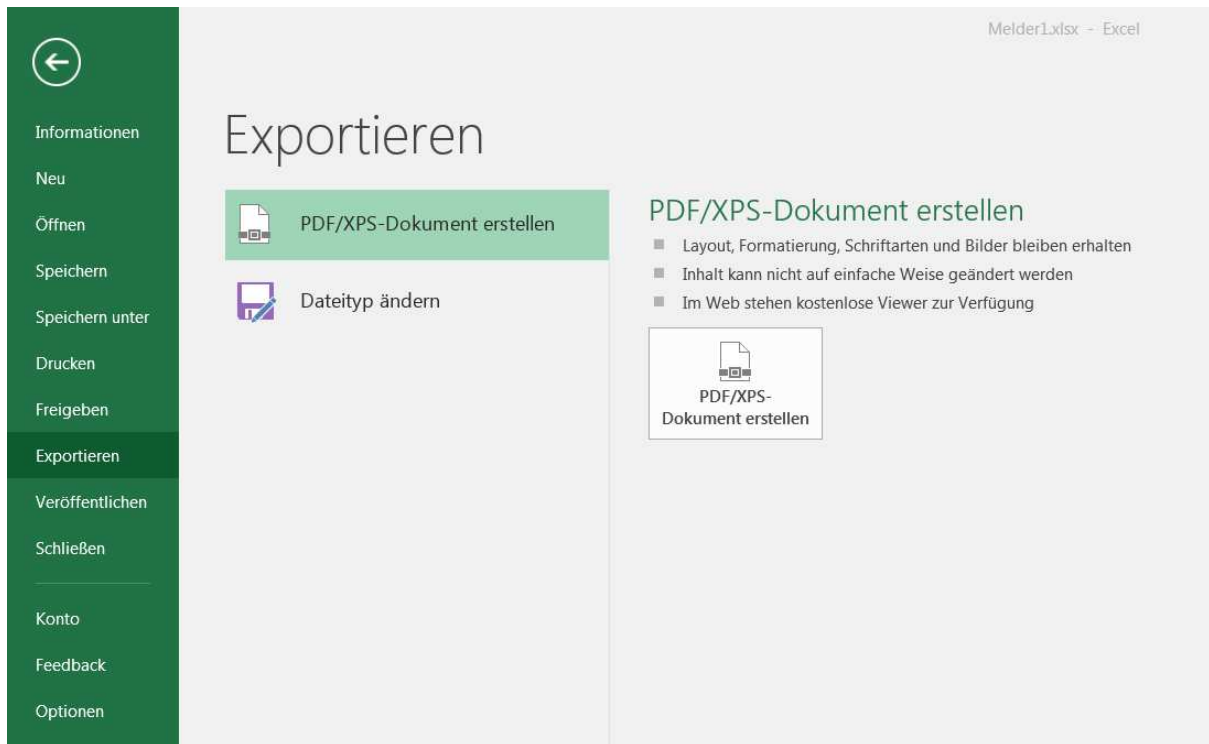 Melder1.xlsx - Excel
Informationen
Neu
Öffnen
Speichern
Speichern unter
Drucken
Freigeben
Exportieren
Veröffentlichen
Schließen
Konto
Feedback
Optionen
Exportieren
PDF/XPS-Dokument erstellen
Dateityp ändern
PDF/XPS-Dokument erstellen
Layout, Formatierung, Schriftarten und Bilder bleiben erhalten
Inhalt kann nicht auf einfache Weise geändert werden
Im Web stehen kostenlose Viewer zur Verfügung
PDF/XPS-
Dokument erstellen